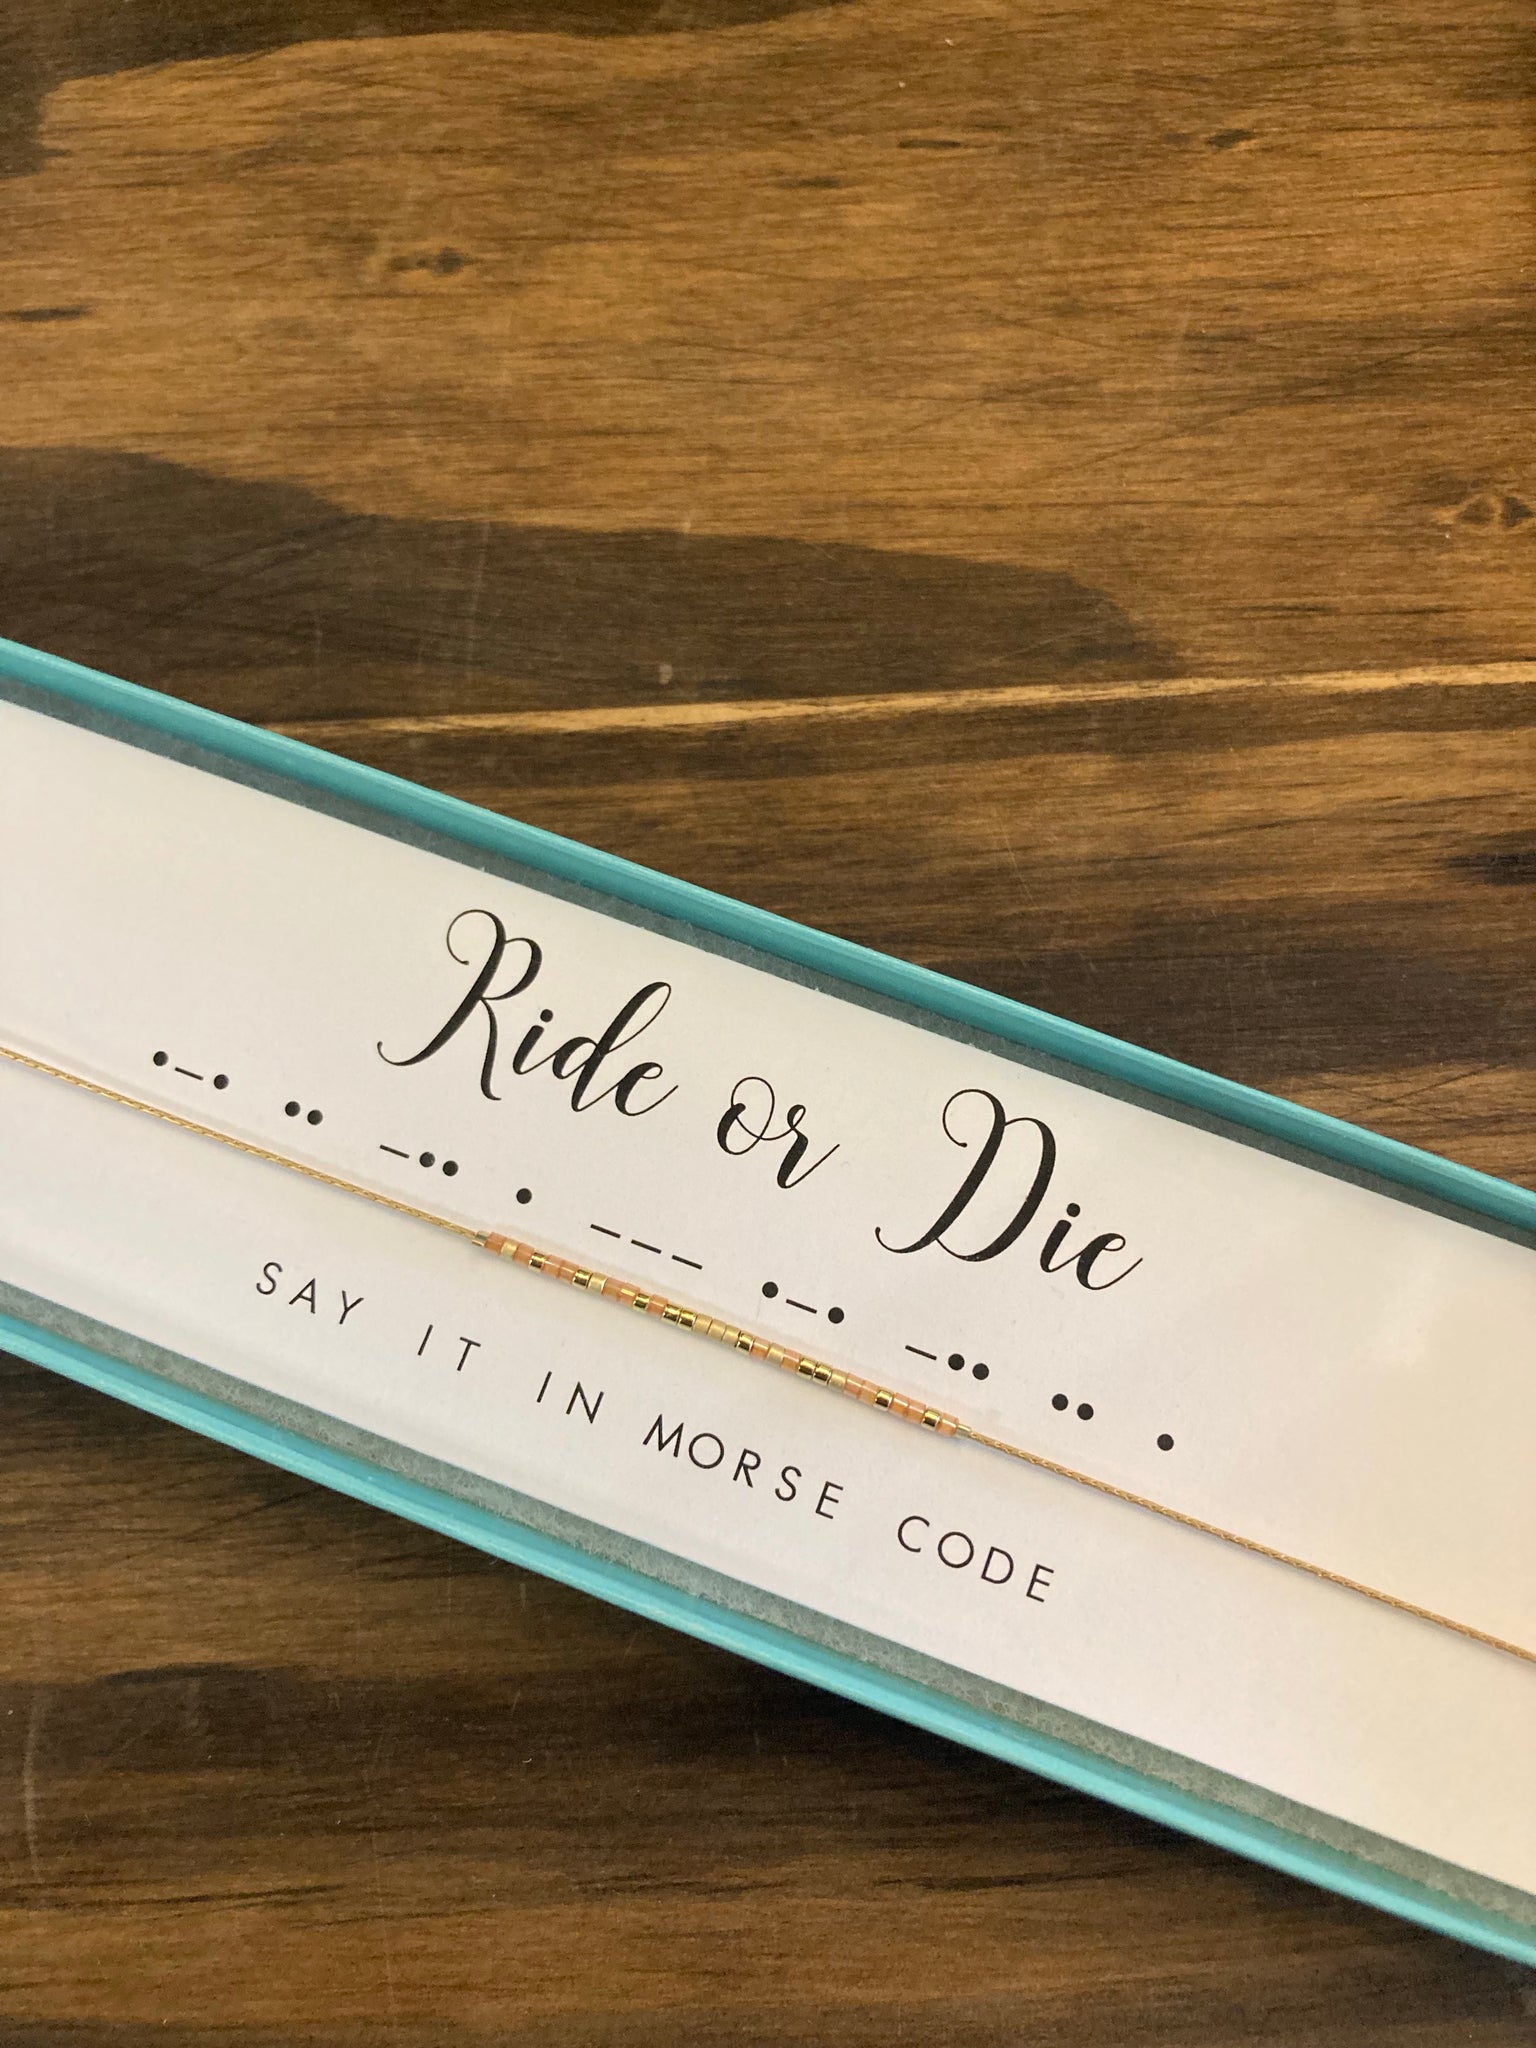 Ride or Die
•–• •• –•• • ––– •–• –•• •• •
SAY IT IN MORSE CODE